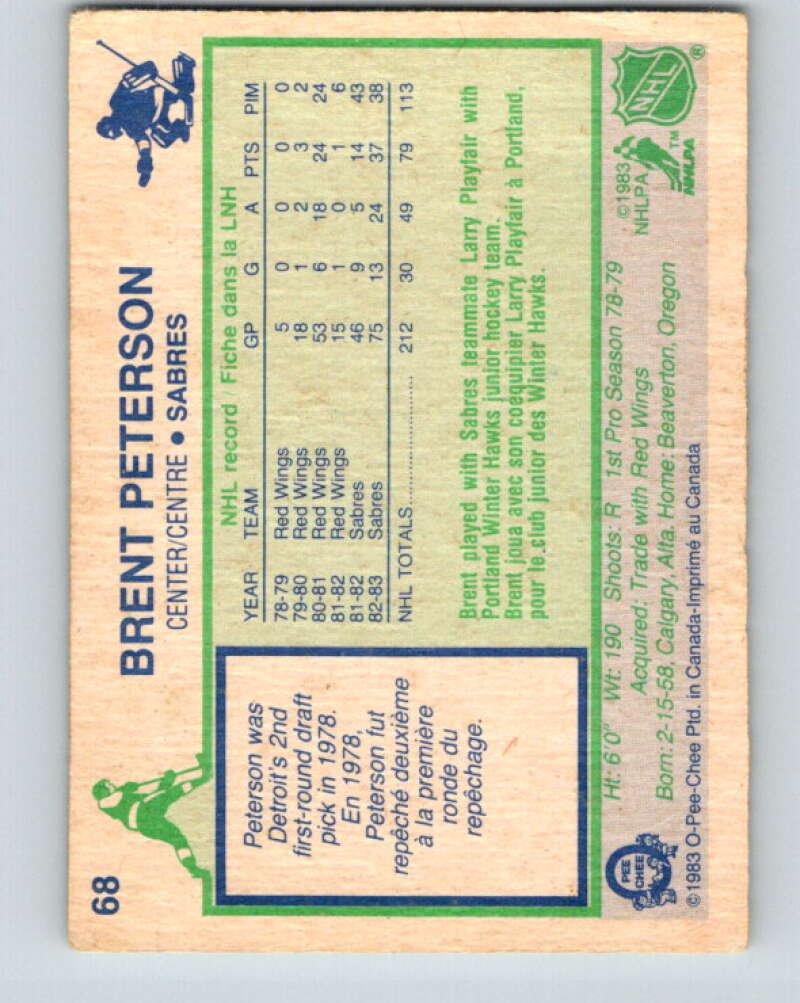 68
BRENT PETERSON
CENTER/CENTRE • SABRES
Peterson was
Detroit's 2nd
first-round draft
pick in 1978.
En 1978,
Peterson fut
repêché deuxième
à la première
ronde du
repêchage.
NHL record / Fiche dans la LNH
YEAR TEAM GP G A PTS PIM
78-79 Red Wings 5 0 0 0 0
79-80 Red Wings 18 1 2 3 2
80-81 Red Wings 53 6 18 24 24
81-82 Red Wings 15 1 0 1 6
81-82 Sabres 46 9 5 14 43
82-83 Sabres 75 13 24 37 38
NHL TOTALS 212 30 49 79 113
Brent played with Sabres teammate Larry Playfair with
Portland Winter Hawks junior hockey team.
Brent joua avec son coequipier Larry Playfair à Portland,
pour le club junior des Winter Hawks.
Ht: 6'0" Wt: 190 Shoots: R 1st Pro Season 78-79
Acquired: Trade with Red Wings
Born: 2-15-58, Calgary, Alta. Home: Beaverton, Oregon
©1983 O-Pee-Chee Ptd. in Canada-Imprimé au Canada
O
PEE
CHEE
©1983
NHLPA
NHL
®
TM
NHLPA